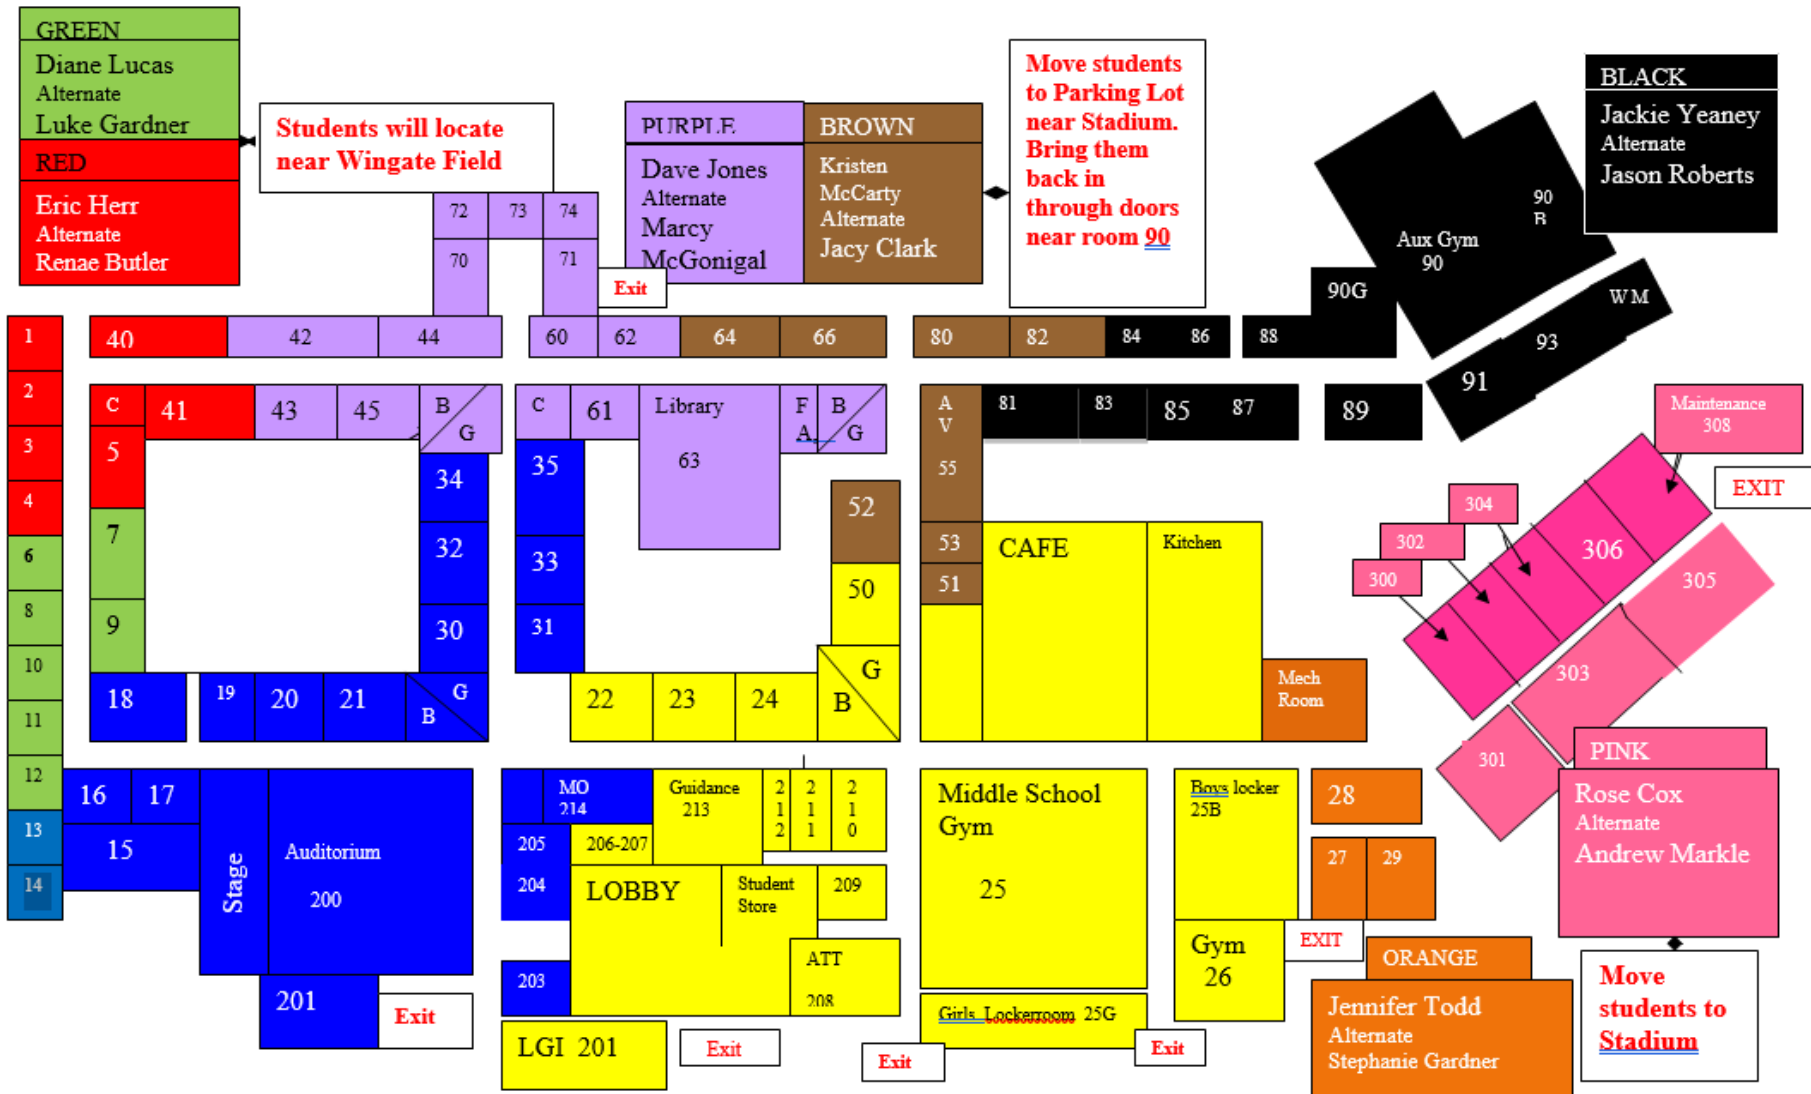 GREEN
Diane Lucas
Alternate
Luke Gardner
RED
Eric Herr
Alternate
Renae Butler
Students will locate
near Wingate Field
PURPLE
Dave Jones
Alternate
Marcy
McGonigal
BROWN
Kristen
McCarty
Alternate
Jacy Clark
Move students
to Parking Lot
near Stadium.
Bring them
back in
through doors
near room 90
BLACK
Jackie Yeaney
Alternate
Jason Roberts
72 73 74
70 71
Exit
90
B
Aux Gym
90
90G
WM
93
91
1
40 42 44 60 62 64 66 80 82 84 86 88
2
C 41 43 45 B
G
C 61 Library
63
F
A
B
G
A
V
55
81 83 85 87 89
3
5
4
34
35
52
7
32
33
53
51
50
CAFE
Kitchen
6
8
9
30
31
10
18 19 20 21 B G
22 23 24 B G
Mech
Room
11
Maintenance
308
EXIT
304
302
300
306
305
303
301
12
13
14
16 17
15
Stage
Auditorium
200
201
Exit
MO
214
Guidance
213
2
1
2
2
1
1
2
1
0
205
206-207
204
LOBBY
Student
Store
209
203
ATT
208
LGI 201
Exit
Middle School
Gym
25
Girls Lockerroom 25G
Exit
Exit
Boys locker
25B
Gym
26
EXIT
28
27 29
ORANGE
Jennifer Todd
Alternate
Stephanie Gardner
PINK
Rose Cox
Alternate
Andrew Markle
Move
students to
Stadium